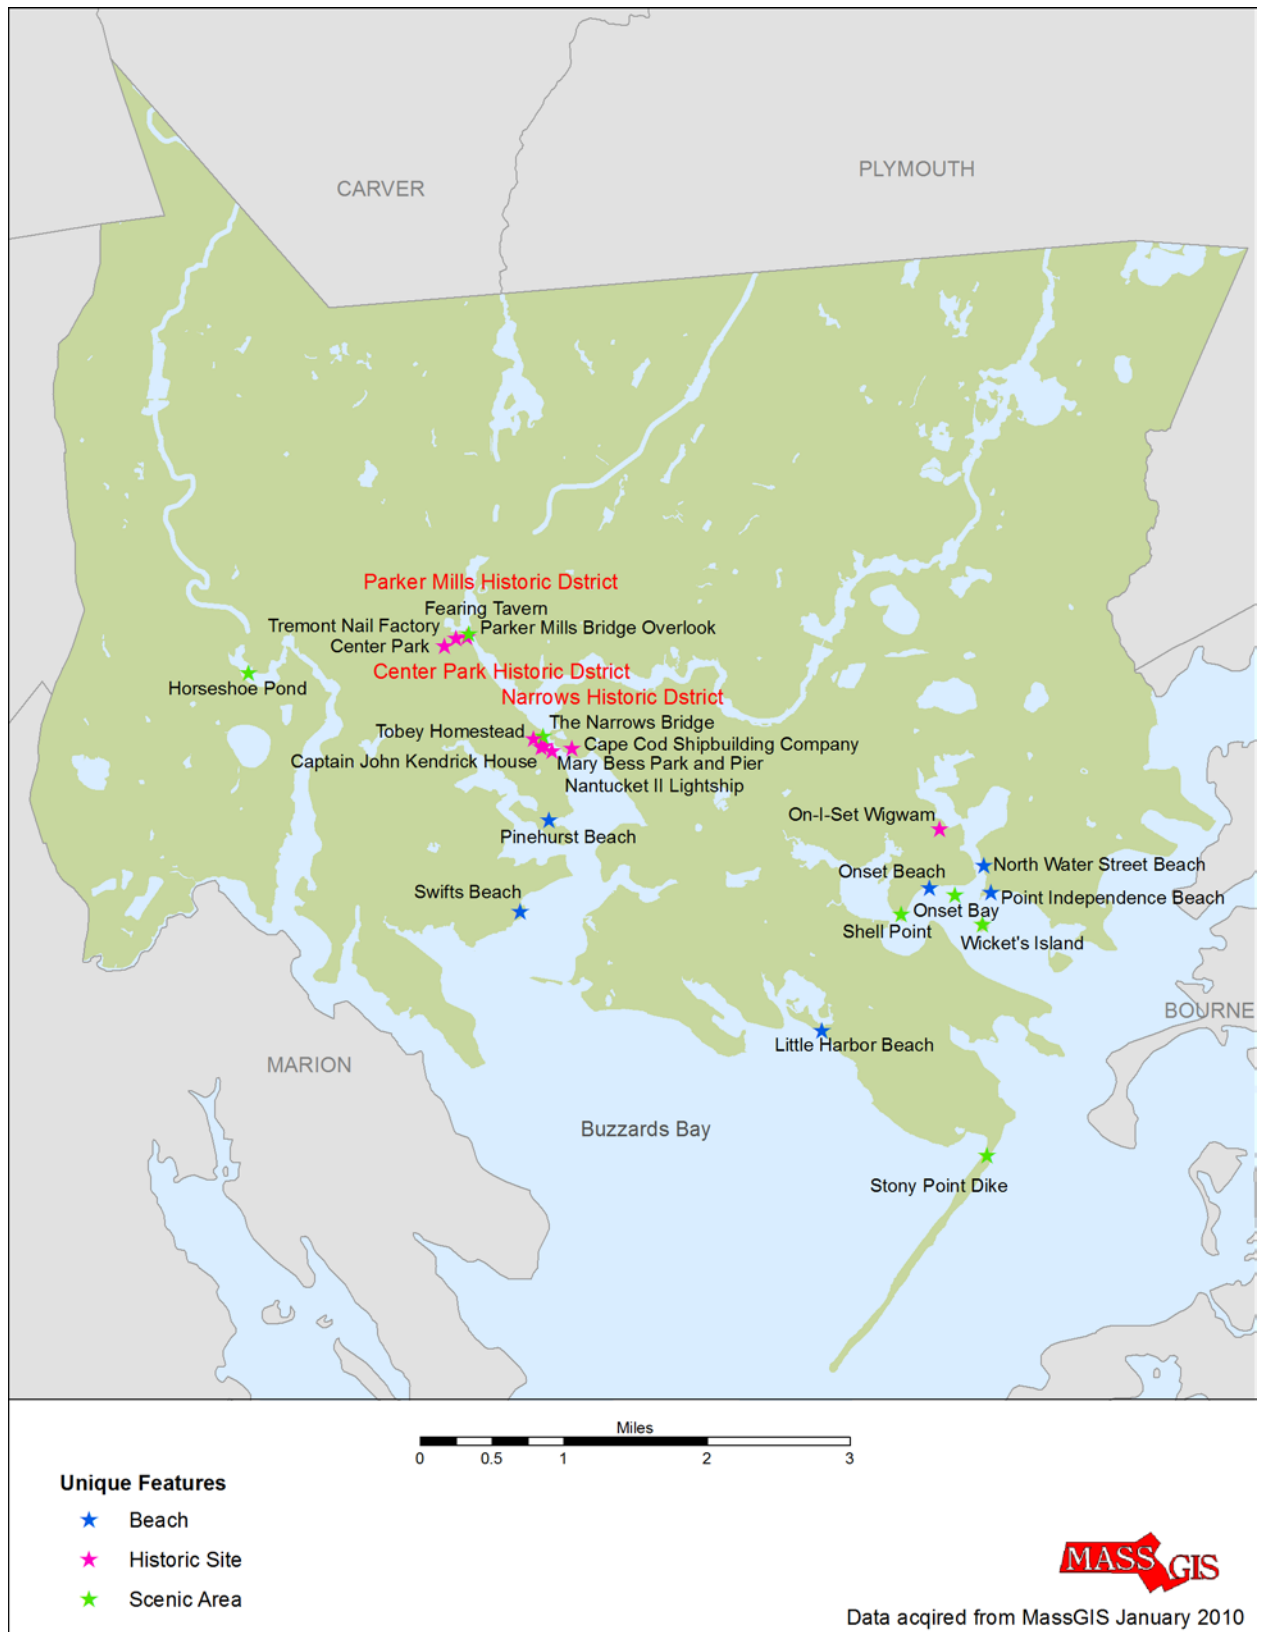 PLYMOUTH
CARVER
Parker Mills Historic Dstrict
Fearing Tavern
Tremont Nail Factory
Parker Mills Bridge Overlook
Center Park
Center Park Historic Dstrict
Horseshoe Pond
Narrows Historic Dstrict
The Narrows Bridge
Tobey Homestead
Cape Cod Shipbuilding Company
Captain John Kendrick House
Mary Bess Park and Pier
Nantucket II Lightship
On-I-Set Wigwam
Pinehurst Beach
North Water Street Beach
Onset Beach
Swifts Beach
Point Independence Beach
Onset Bay
Shell Point
Wicket's Island
BOURNE
Little Harbor Beach
MARION
Buzzards Bay
Stony Point Dike
Miles
0 0.5 1 2 3
Unique Features
Beach
Historic Site
Scenic Area
MASS GIS
Data acqired from MassGIS January 2010